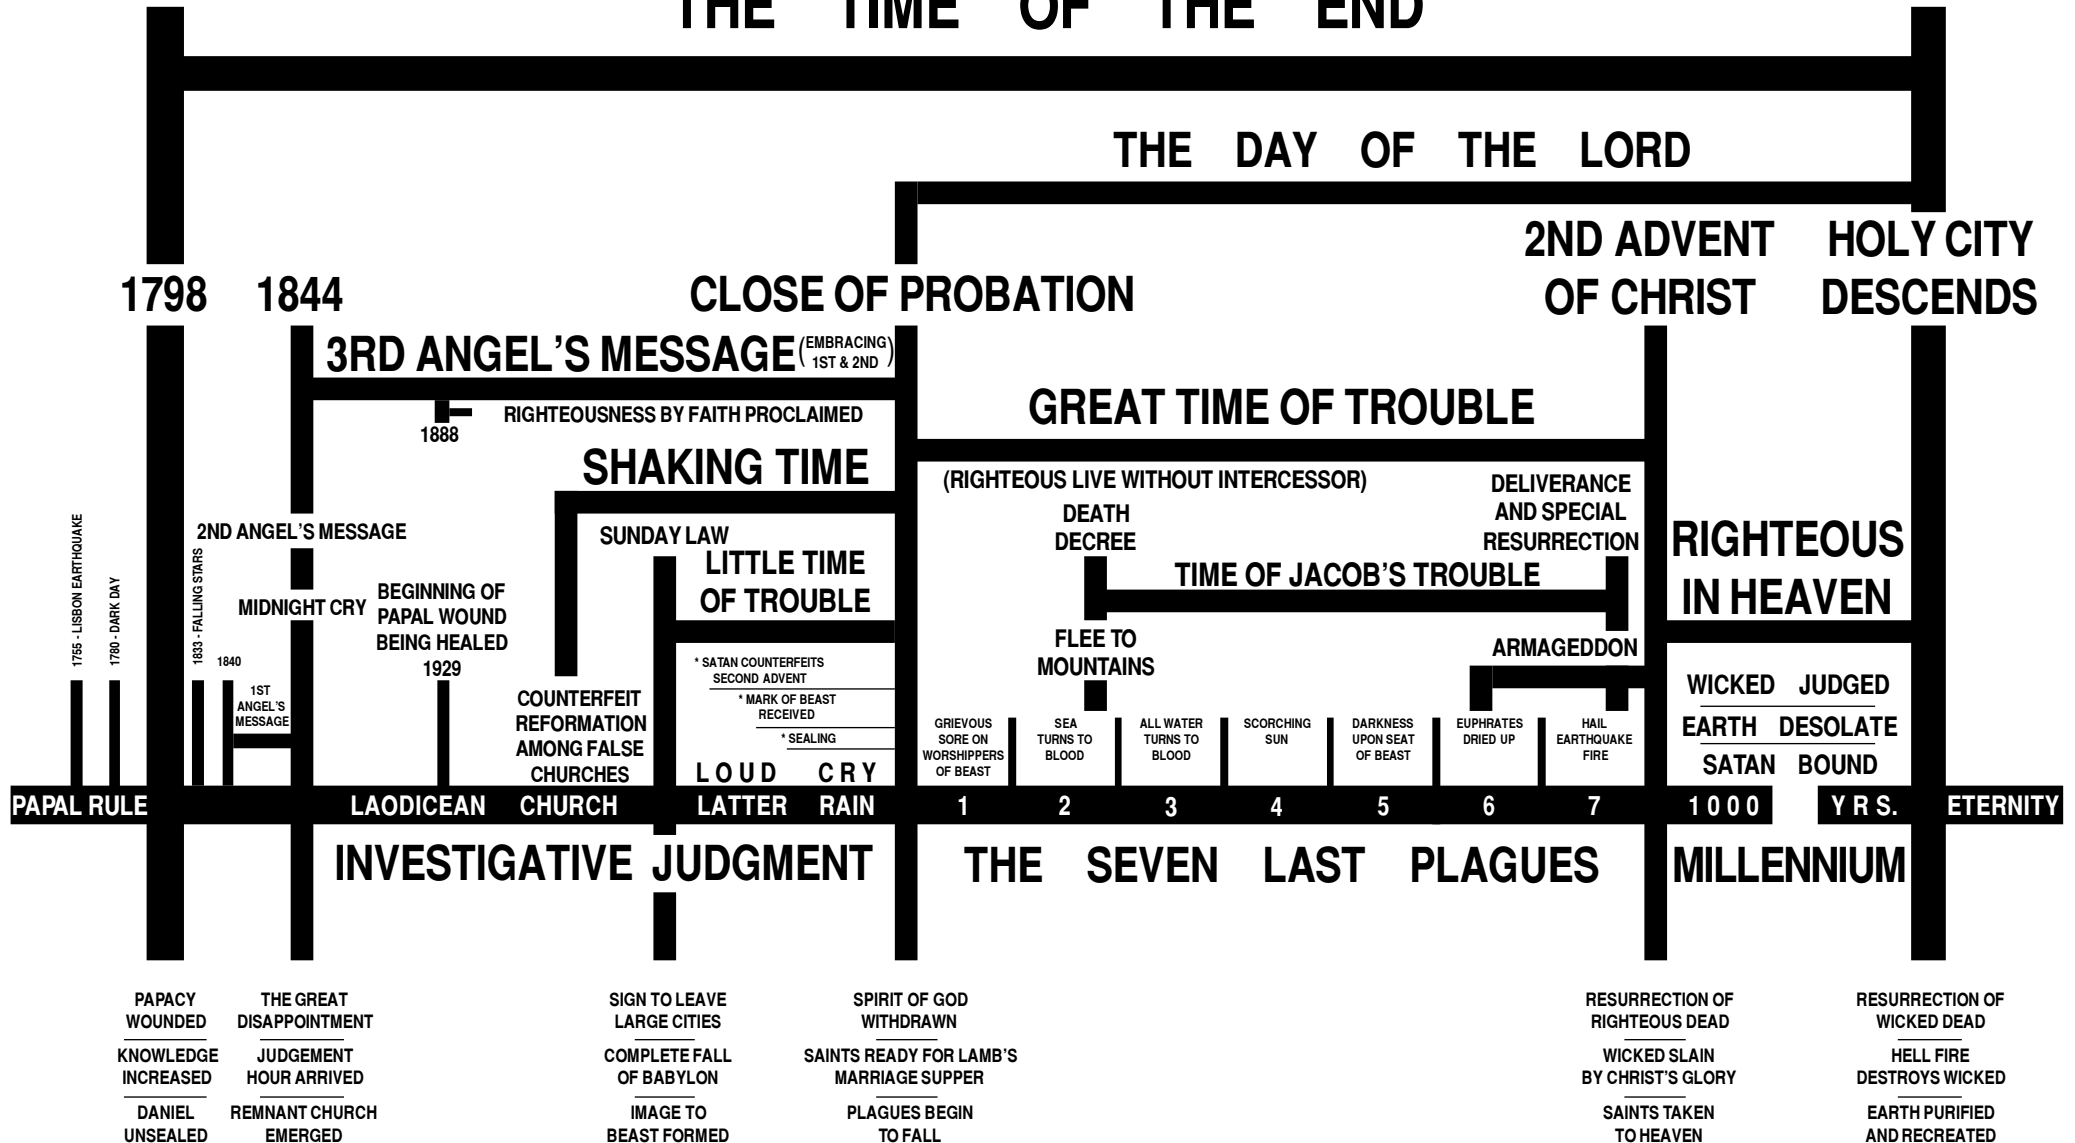 THE TIME OF THE END
THE DAY OF THE LORD
2ND ADVENT
OF CHRIST
HOLY CITY
DESCENDS
1798
1844
CLOSE OF PROBATION
3RD ANGEL'S MESSAGE
(EMBRACING
1ST & 2ND)
1888
RIGHTEOUSNESS BY FAITH PROCLAIMED
GREAT TIME OF TROUBLE
(RIGHTEOUS LIVE WITHOUT INTERCESSOR)
SHAKING TIME
SUNDAY LAW
LITTLE TIME
OF TROUBLE
DEATH
DECREE
DELIVERANCE
AND SPECIAL
RESURRECTION
TIME OF JACOB'S TROUBLE
FLEE TO
MOUNTAINS
ARMAGEDDON
RIGHTEOUS
IN HEAVEN
1755 - LISBON EARTHQUAKE
1780 - DARK DAY
1833 - FALLING STARS
1840
1ST
ANGEL'S
MESSAGE
2ND ANGEL'S MESSAGE
MIDNIGHT CRY
BEGINNING OF
PAPAL WOUND
BEING HEALED
1929
COUNTERFEIT
REFORMATION
AMONG FALSE
CHURCHES
* SATAN COUNTERFEITS
SECOND ADVENT
* MARK OF BEAST
RECEIVED
* SEALING
LOUD CRY
GRIEVOUS
SORE ON
WORSHIPPERS
OF BEAST
SEA
TURNS TO
BLOOD
ALL WATER
TURNS TO
BLOOD
SCORCHING
SUN
DARKNESS
UPON SEAT
OF BEAST
EUPHRATES
DRIED UP
HAIL
EARTHQUAKE
FIRE
WICKED JUDGED
EARTH DESOLATE
SATAN BOUND
PAPAL RULE
LAODICEAN CHURCH
LATTER RAIN
1 2 3 4 5 6 7
1000 YRS.
ETERNITY
INVESTIGATIVE JUDGMENT
THE SEVEN LAST PLAGUES
MILLENNIUM
PAPACY
WOUNDED
KNOWLEDGE
INCREASED
DANIEL
UNSEALED
THE GREAT
DISAPPOINTMENT
JUDGEMENT
HOUR ARRIVED
REMNANT CHURCH
EMERGED
SIGN TO LEAVE
LARGE CITIES
COMPLETE FALL
OF BABYLON
IMAGE TO
BEAST FORMED
SPIRIT OF GOD
WITHDRAWN
SAINTS READY FOR LAMB'S
MARRIAGE SUPPER
PLAGUES BEGIN
TO FALL
RESURRECTION OF
RIGHTEOUS DEAD
WICKED SLAIN
BY CHRIST'S GLORY
SAINTS TAKEN
TO HEAVEN
RESURRECTION OF
WICKED DEAD
HELL FIRE
DESTROYS WICKED
EARTH PURIFIED
AND RECREATED